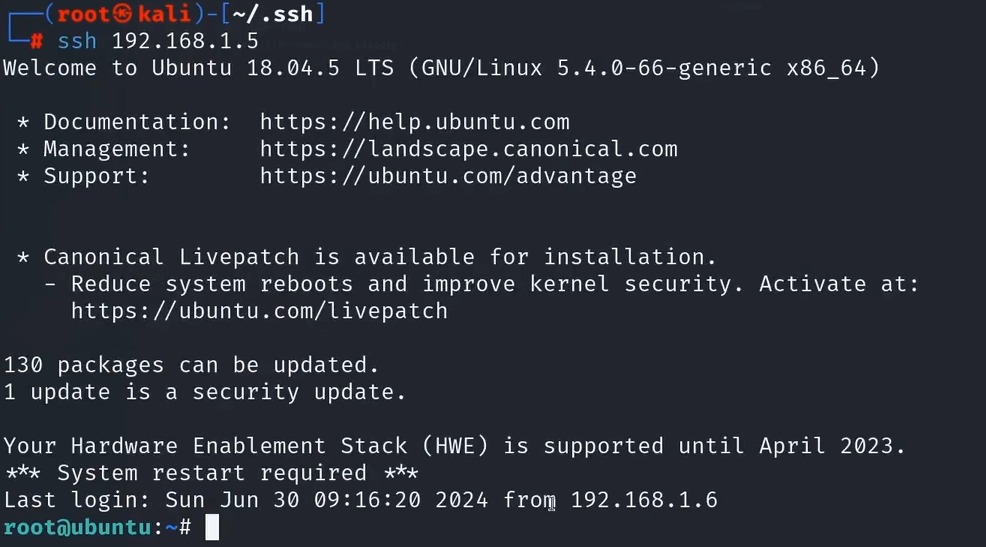 ┌──(root㉿kali)-[~/.ssh]
└─# ssh 192.168.1.5
Welcome to Ubuntu 18.04.5 LTS (GNU/Linux 5.4.0-66-generic x86_64)

 * Documentation:  https://help.ubuntu.com
 * Management:     https://landscape.canonical.com
 * Support:        https://ubuntu.com/advantage


 * Canonical Livepatch is available for installation.
   - Reduce system reboots and improve kernel security. Activate at:
     https://ubuntu.com/livepatch

130 packages can be updated.
1 update is a security update.

Your Hardware Enablement Stack (HWE) is supported until April 2023.
*** System restart required ***
Last login: Sun Jun 30 09:16:20 2024 from 192.168.1.6
root@ubuntu:~#